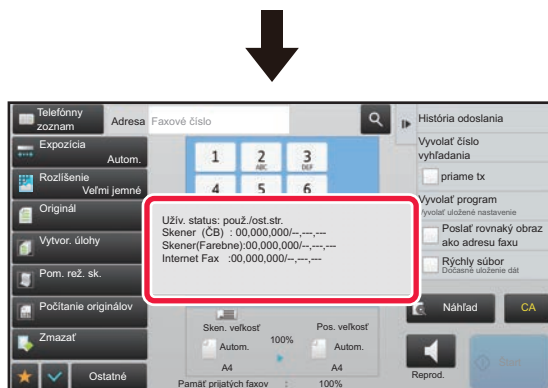 Telefónny
zoznam
Adresa
Faxové číslo
Expozícia
Autom.
Rozlíšenie
Veľmi jemné
Originál
Vytvor. úlohy
Pom. rež. sk.
Počítanie originálov
Zmazať
Ostatné
1
2
ABC
3
DEF
4
5
6
Užív. status: použ./ost.str.
Skener (ČB) : 00,000,000/--,---,---
Skener(Farebne):00,000,000/--,---,---
Internet Fax :00,000,000/--,---,---
Sken. veľkosť
Autom.
A4
100%
Pos. veľkosť
Autom.
A4
Pamäť prijatých faxov : 100%
História odoslania
Vyvolať číslo
vyhľadania
priame tx
Vyvolať program
Vyvolať uložené nastavenie
Poslať rovnaký obraz
ako adresu faxu
Rýchly súbor
Dočasné uloženie dát
Náhľad
CA
Reprod.
Štart